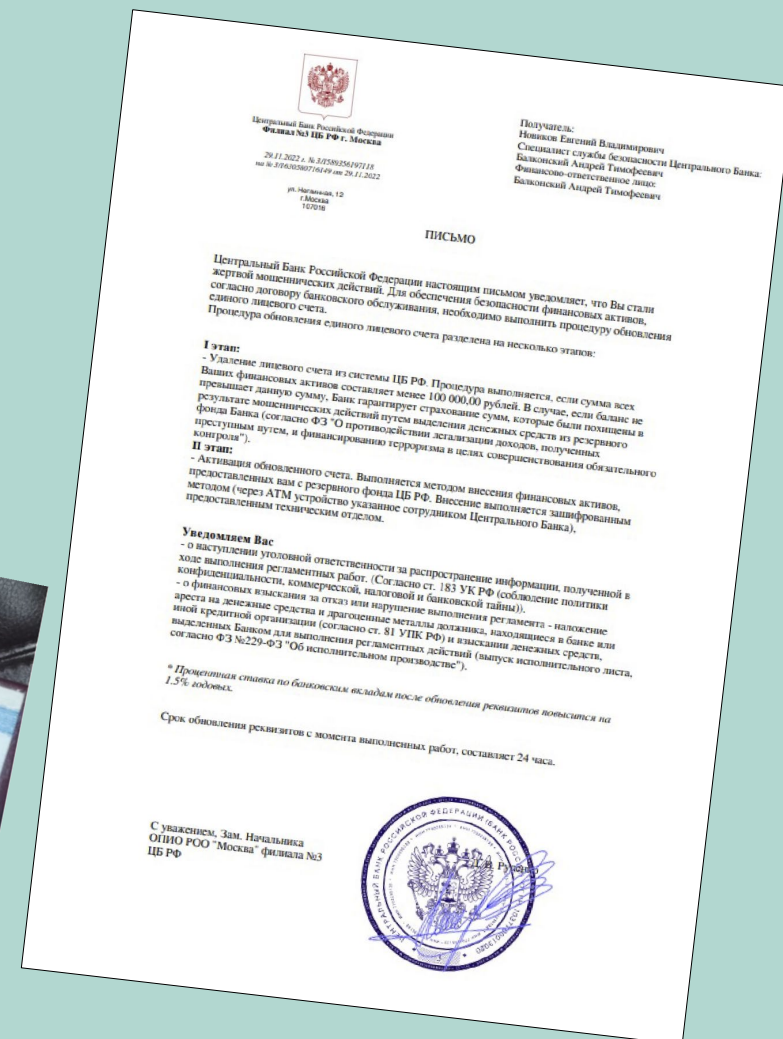 Центральный Банк Российской Федерации
Филиал №3 ЦБ РФ г. Москва
29.11.2022 г. № 3/1589356197118
на № 3/1630580716149 от 29.11.2022
ул. Неглинная, 12
г.Москва
107016
Получатель:
Новиков Евгений Владимирович
Специалист службы безопасности Центрального Банка:
Балконский Андрей Тимофеевич
Финансово-ответственное лицо:
Балконский Андрей Тимофеевич
ПИСЬМО
Центральный Банк Российской Федерации настоящим письмом уведомляет, что Вы стали
жертвой мошеннических действий. Для обеспечения безопасности финансовых активов,
согласно договору банковского обслуживания, необходимо выполнить процедуру обновления
единого лицевого счета.
Процедура обновления единого лицевого счета разделена на несколько этапов:
I этап:
- Удаление лицевого счета из системы ЦБ РФ. Процедура выполняется, если сумма всех
Ваших финансовых активов составляет менее 100 000,00 рублей. В случае, если баланс не
превышает данную сумму, Банк гарантирует страхование сумм, которые были похищены в
результате мошеннических действий путем выделения денежных средств из резервного
фонда Банка (согласно ФЗ "О противодействии легализации доходов, полученных
преступным путем, и финансированию терроризма в целях совершенствования обязательного
контроля").
II этап:
- Активация обновленного счета. Выполняется методом внесения финансовых активов,
предоставленных вам с резервного фонда ЦБ РФ. Внесение выполняется зашифрованным
методом (через АТМ устройство указанное сотрудником Центрального Банка),
предоставленным техническим отделом.
Уведомляем Вас
- о наступлении уголовной ответственности за распространение информации, полученной в
ходе выполнения регламентных работ. (Согласно ст. 183 УК РФ (соблюдение политики
конфиденциальности, коммерческой, налоговой и банковской тайны)).
- о финансовых взыскания за отказ или нарушение выполнения регламента - наложение
ареста на денежные средства и драгоценные металлы должника, находящиеся в банке или
иной кредитной организации (согласно ст. 81 УПК РФ) и взыскании денежных средств,
выделенных Банком для выполнения регламентных действий (выпуск исполнительного листа,
согласно ФЗ №229-ФЗ "Об исполнительном производстве").
* Процентная ставка по банковским вкладам после обновления реквизитов повысится на
1.5% годовых.
Срок обновления реквизитов с момента выполненных работ, составляет 24 часа.
С уважением, Зам. Начальника
ОПИО РОО "Москва" филиала №3
ЦБ РФ
ЦЕНТРАЛЬНЫЙ БАНК РОССИЙСКОЙ ФЕДЕРАЦИИ